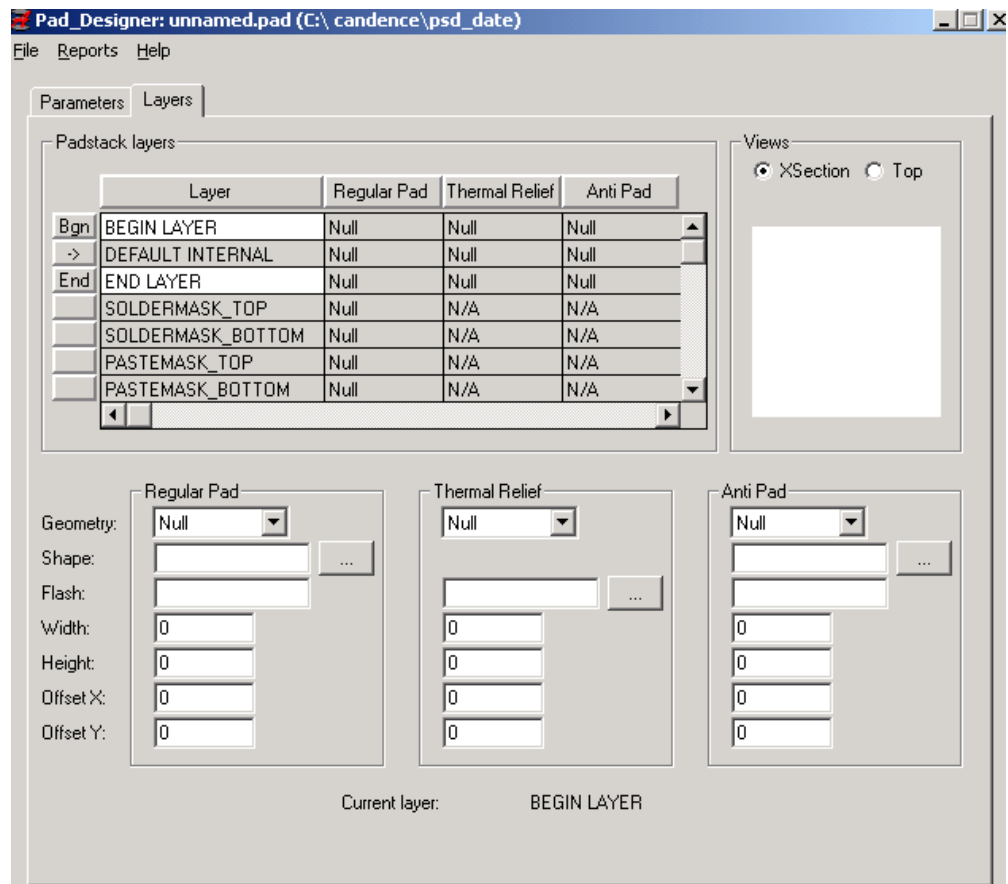 Pad_Designer: unnamed.pad (C:\ candence\psd_date)
File Reports Help
Parameters Layers
Padstack layers
Views
XSection Top
Layer Regular Pad Thermal Relief Anti Pad
Bgn BEGIN LAYER Null Null Null
-> DEFAULT INTERNAL Null Null Null
End END LAYER Null Null Null
SOLDERMASK_TOP Null N/A N/A
SOLDERMASK_BOTTOM Null N/A N/A
PASTEMASK_TOP Null N/A N/A
PASTEMASK_BOTTOM Null N/A N/A
Regular Pad Thermal Relief Anti Pad
Geometry: Null Null Null
Shape: ... ...
Flash: ...
Width: 0 0 0
Height: 0 0 0
Offset X: 0 0 0
Offset Y: 0 0 0
Current layer: BEGIN LAYER